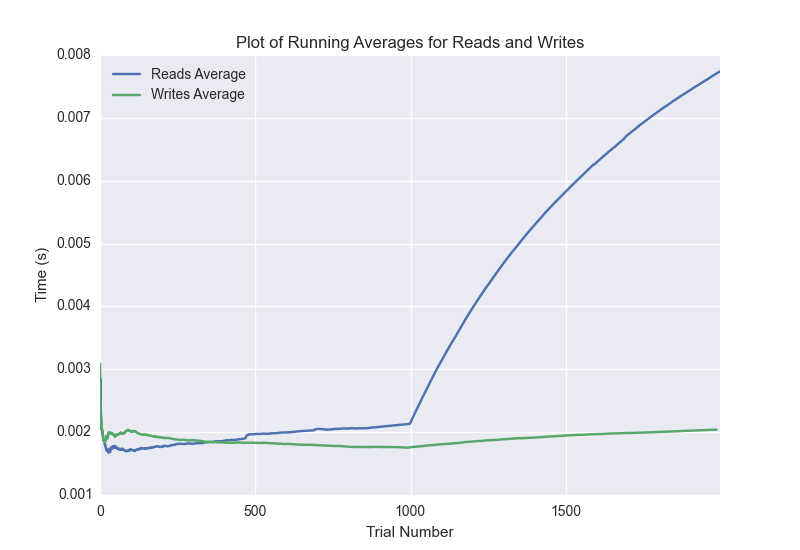 Plot of Running Averages for Reads and Writes
Reads Average
Writes Average
0.008
0.007
0.006
0.005
0.004
0.003
0.002
0.001
Time (s)
0
500
1000
1500
Trial Number